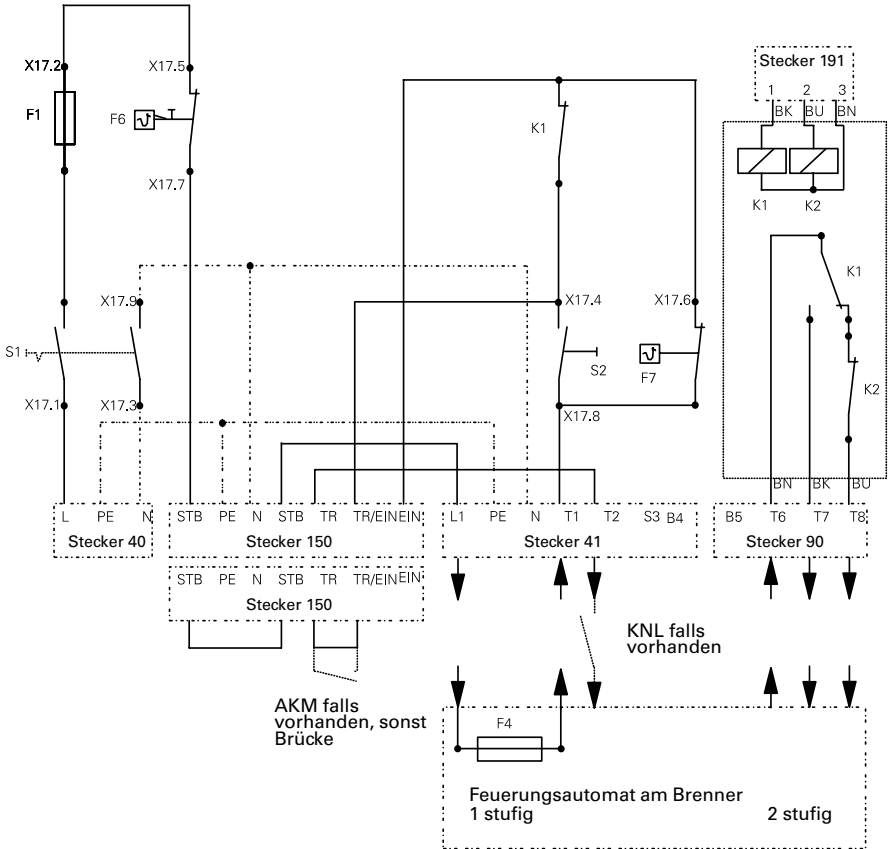 X17.2
X17.5
F1
F6
X17.7
K1
Stecker 191
1 2 3
BK BU BN
K1 K2
K1
X17.9
X17.4
X17.6
S1
S2
F7
K2
X17.1
X17.3
X17.8
BN BK BU
L PE N
Stecker 40
STB PE N STB TR TR/EIN EIN
Stecker 150
L1 PE N T1 T2 S3 B4
Stecker 41
B5 T6 T7 T8
Stecker 90
STB PE N STB TR TR/EIN EIN
Stecker 150
KNL falls
vorhanden
AKM falls
vorhanden, sonst
Brücke
F4
Feuerungsautomat am Brenner
1 stufig 2 stufig